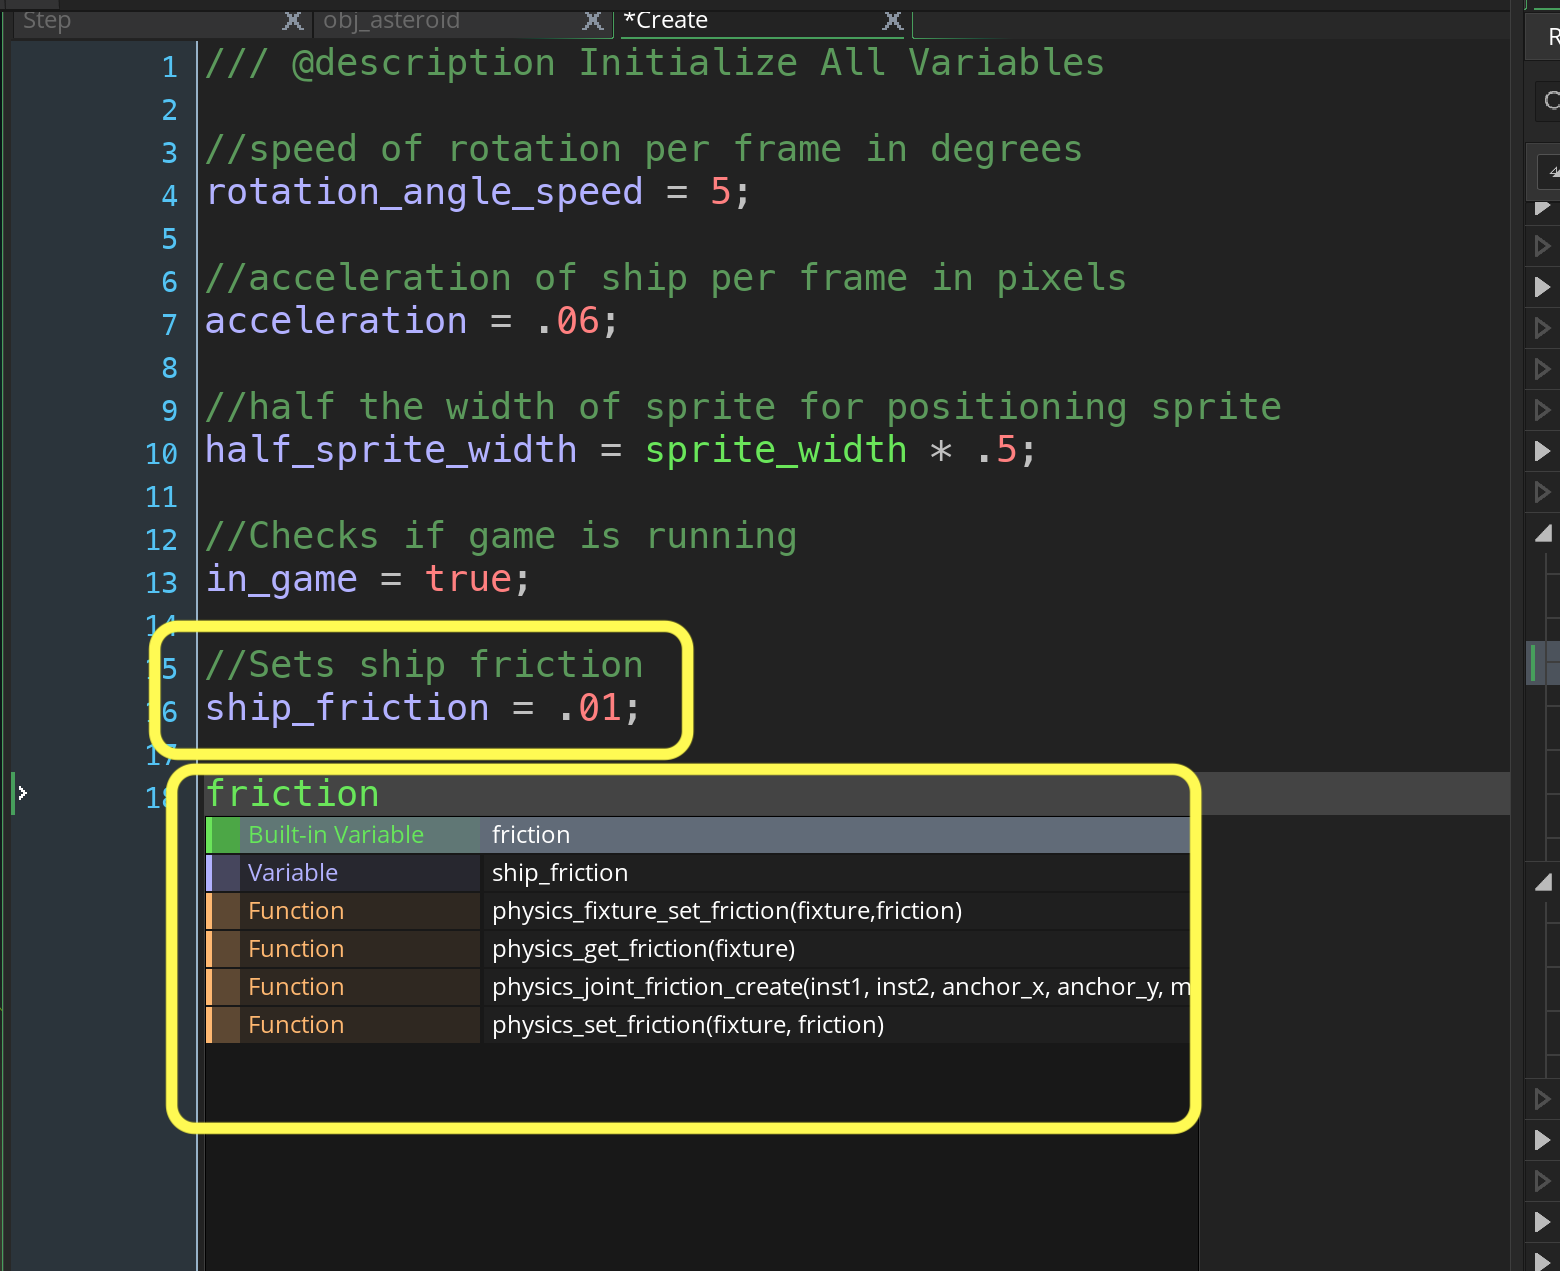 Step obj_asteroid *Create
1 /// @description Initialize All Variables
2
3 //speed of rotation per frame in degrees
4 rotation_angle_speed = 5;
5
6 //acceleration of ship per frame in pixels
7 acceleration = .06;
8
9 //half the width of sprite for positioning sprite
10 half_sprite_width = sprite_width * .5;
11
12 //Checks if game is running
13 in_game = true;
14
15 //Sets ship friction
16 ship_friction = .01;
17
18 friction
Built-in Variable friction
Variable ship_friction
Function physics_fixture_set_friction(fixture,friction)
Function physics_get_friction(fixture)
Function physics_joint_friction_create(inst1, inst2, anchor_x, anchor_y, m
Function physics_set_friction(fixture, friction)